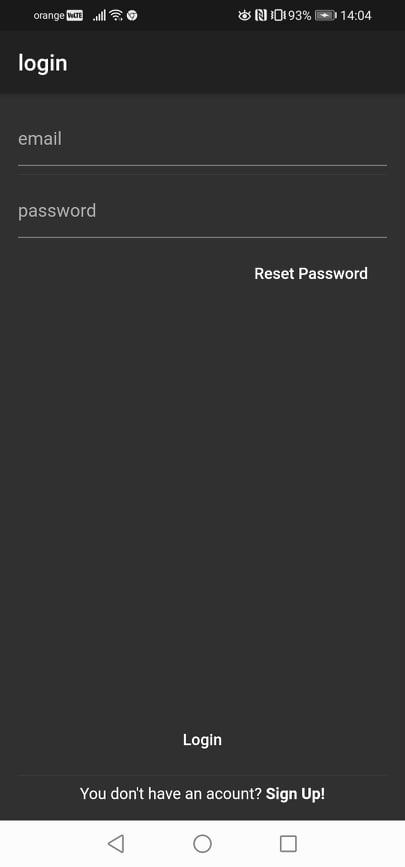 orange VoLTE 93% 14:04
login
email
password
Reset Password
Login
You don't have an acount? Sign Up!